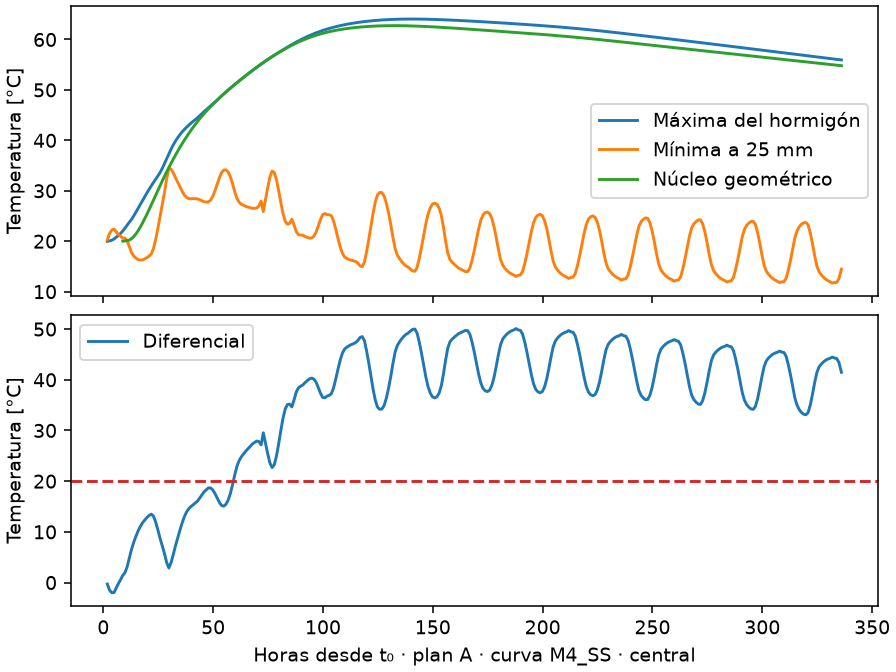 Temperatura [°C]
60
50
40
30
20
10
Máxima del hormigón
Mínima a 25 mm
Núcleo geométrico
Temperatura [°C]
50
40
30
20
10
0
Diferencial
0 50 100 150 200 250 300 350
Horas desde t₀ · plan A · curva M4_SS · central